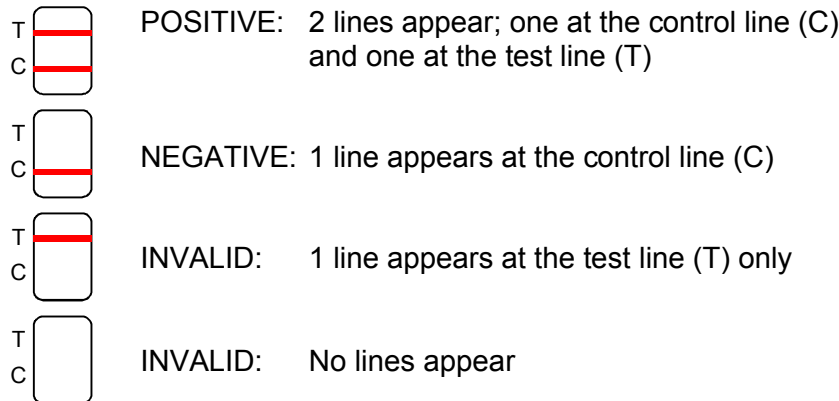 T
C
POSITIVE: 2 lines appear; one at the control line (C)
and one at the test line (T)
T
C
NEGATIVE: 1 line appears at the control line (C)
T
C
INVALID: 1 line appears at the test line (T) only
T
C
INVALID: No lines appear